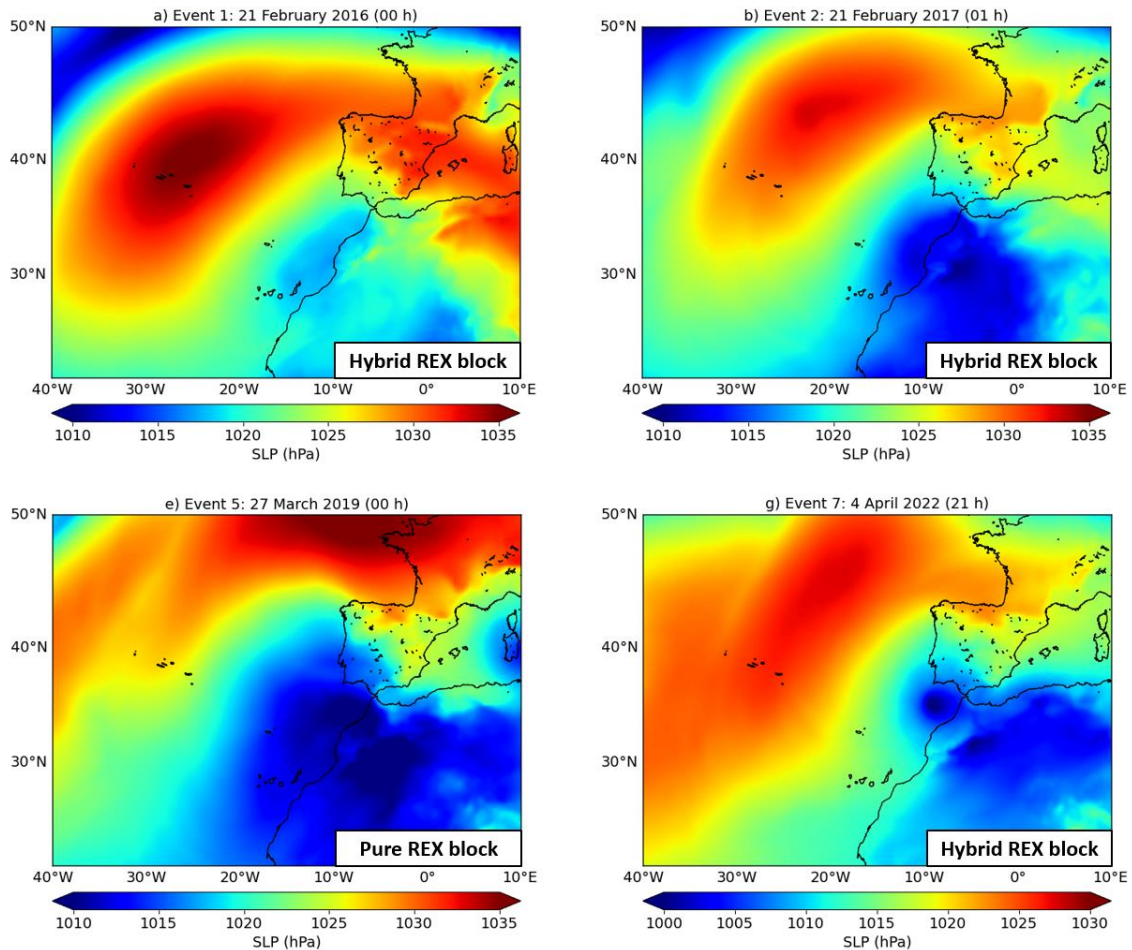 a) Event 1: 21 February 2016 (00 h)
50°N
40°N
30°N
Hybrid REX block
40°W 30°W 20°W 10°W 0° 10°E
1010 1015 1020 1025 1030 1035
SLP (hPa)
b) Event 2: 21 February 2017 (01 h)
50°N
40°N
30°N
Hybrid REX block
40°W 30°W 20°W 10°W 0° 10°E
1010 1015 1020 1025 1030 1035
SLP (hPa)
e) Event 5: 27 March 2019 (00 h)
50°N
40°N
30°N
Pure REX block
40°W 30°W 20°W 10°W 0° 10°E
1010 1015 1020 1025 1030 1035
SLP (hPa)
g) Event 7: 4 April 2022 (21 h)
50°N
40°N
30°N
Hybrid REX block
40°W 30°W 20°W 10°W 0° 10°E
1000 1005 1010 1015 1020 1025 1030
SLP (hPa)